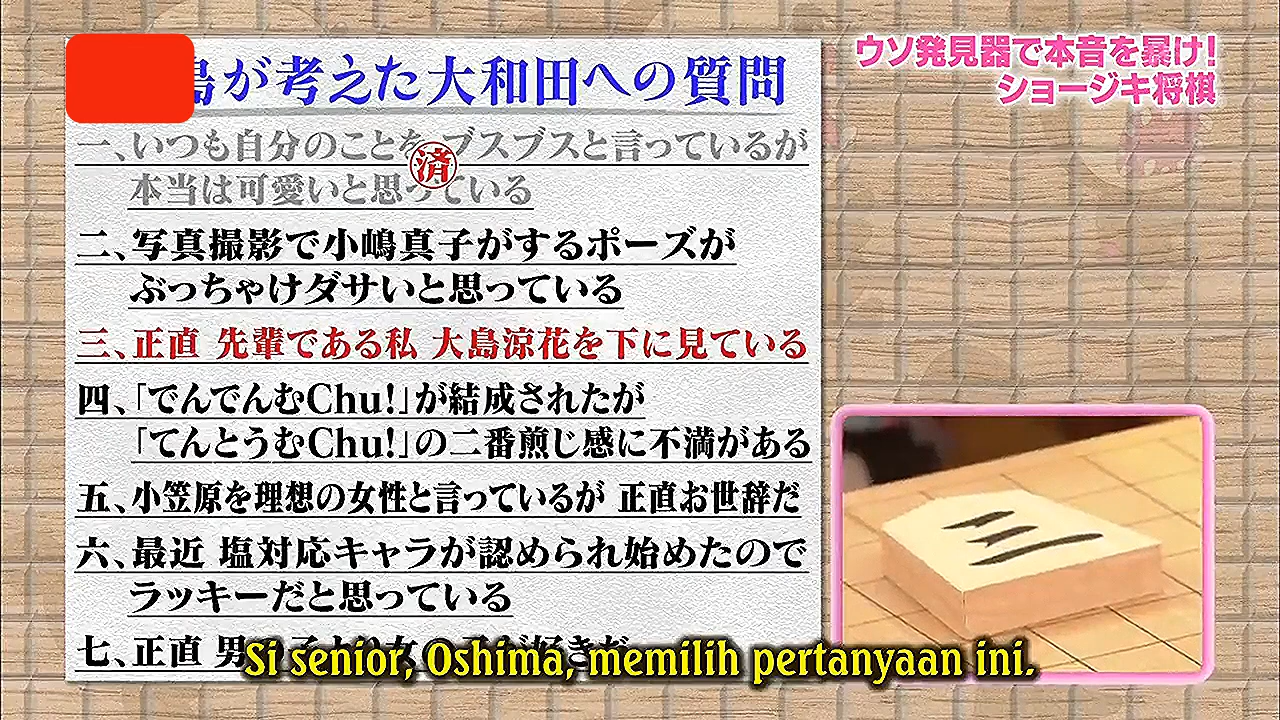 島が考えた大和田への質問
ウソ発見器で本音を暴け!
ショージキ将棋
一、いつも自分のことを ブスブスと言っているが
本当は可愛いと思っている
済
二、写真撮影で小嶋真子がするポーズが
ぶっちゃけダサいと思っている
三、正直 先輩である私 大島涼花を下に見ている
四、「でんでんむChu!」が結成されたが
「てんとうむChu!」の二番煎じ感に不満がある
五、小笠原を理想の女性と言っているが 正直お世辞だ
六、最近 塩対応キャラが認められ始めたので
ラッキーだと思っている
七、正直 男
三
Si senior, Oshima, memilih pertanyaan ini.